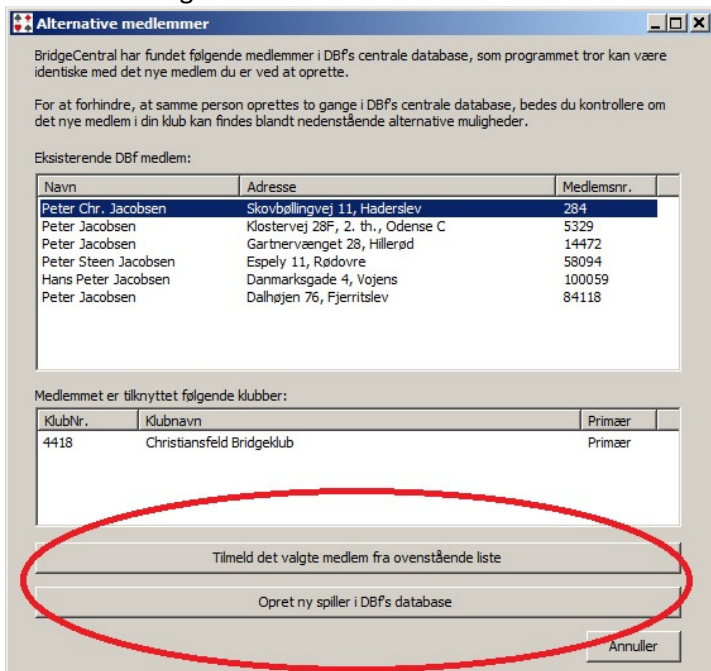 Alternative medlemmer
BridgeCentral har fundet følgende medlemmer i DBf's centrale database, som programmet tror kan være
identiske med det nye medlem du er ved at oprette.
For at forhindre, at samme person oprettes to gange i DBf's centrale database, bedes du kontrollere om
det nye medlem i din klub kan findes blandt nedenstående alternative muligheder.
Eksisterende DBf medlem:
Navn Adresse Medlemsnr.
Peter Chr. Jacobsen Skovbøllingvej 11, Haderslev 284
Peter Jacobsen Klostervej 28F, 2. th., Odense C 5329
Peter Jacobsen Gartnervænget 28, Hillerød 14472
Peter Steen Jacobsen Espely 11, Rødovre 58094
Hans Peter Jacobsen Danmarksgade 4, Vojens 100059
Peter Jacobsen Dalhøjen 76, Fjerritslev 84118
Medlemmet er tilknyttet følgende klubber:
KlubNr. Klubnavn Primær
4418 Christiansfeld Bridgeklub Primær
Tilmeld det valgte medlem fra ovenstående liste
Opret ny spiller i DBf's database
Annuller